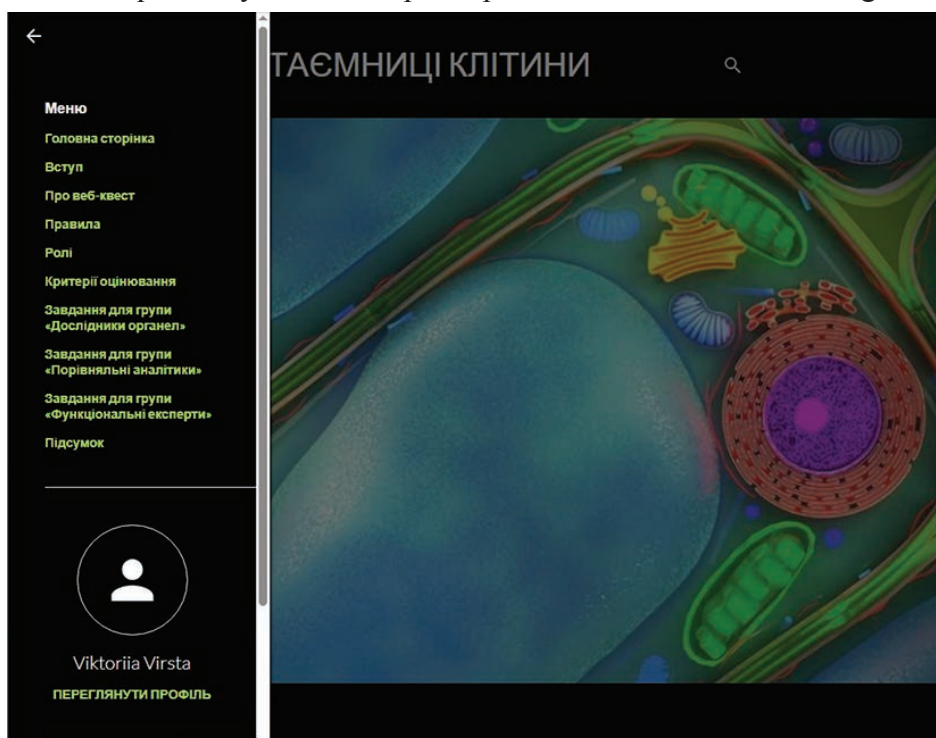 ТАЄМНИЦІ КЛІТИНИ
Меню
Головна сторінка
Вступ
Про веб-квест
Правила
Ролі
Критерії оцінювання
Завдання для групи
«Дослідники органел»
Завдання для групи
«Порівняльні аналітики»
Завдання для групи
«Функціональні експерти»
Підсумок
Viktoriia Virsta
ПЕРЕГЛЯНУТИ ПРОФІЛЬ